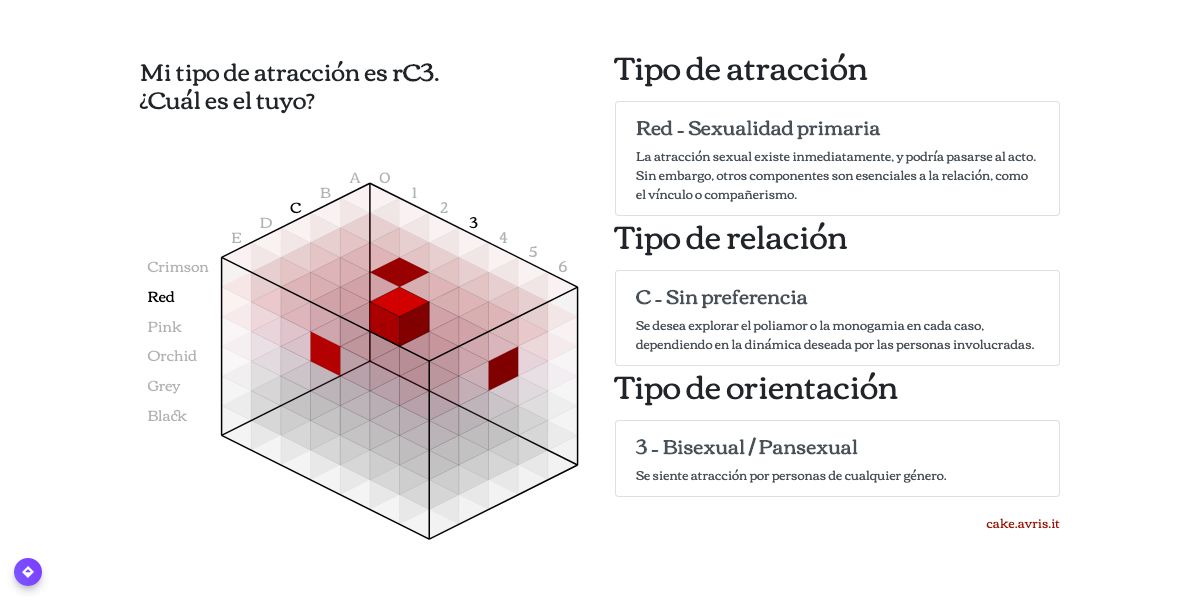 Mi tipo de atracción es rC3.
¿Cuál es el tuyo?
A
B
C
D
E
O
1
2
3
4
5
6
Crimson
Red
Pink
Orchid
Grey
Black
Tipo de atracción
Red - Sexualidad primaria
La atracción sexual existe inmediatamente, y podría pasarse al acto.
Sin embargo, otros componentes son esenciales a la relación, como
el vínculo o compañerismo.
Tipo de relación
C - Sin preferencia
Se desea explorar el poliamor o la monogamia en cada caso,
dependiendo en la dinámica deseada por las personas involucradas.
Tipo de orientación
3 - Bisexual / Pansexual
Se siente atracción por personas de cualquier género.
cake.avris.it